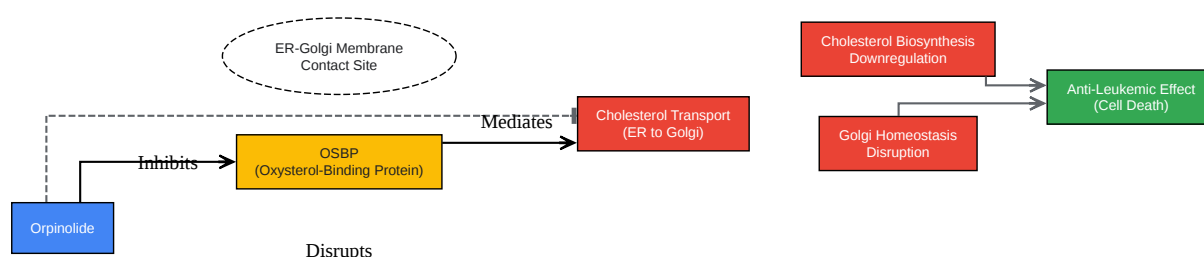 ER-Golgi Membrane
Contact Site
Cholesterol Biosynthesis
Downregulation
Anti-Leukemic Effect
(Cell Death)
Cholesterol Transport
(ER to Golgi)
Mediates
Golgi Homeostasis
Disruption
OSBP
(Oxysterol-Binding Protein)
Inhibits
Orpinolide
Disrupts